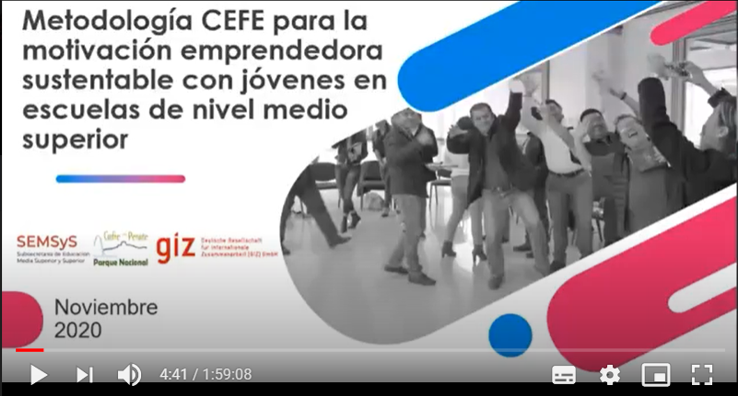 Metodología CEFE para la
motivación emprendedora
sustentable con jóvenes en
escuelas de nivel medio
superior
SEMSyS
Subsecretaría de Educación
Media Superior y Superior
Cofre de Perote
Parque Nacional
giz
Deutsche Gesellschaft
für Internationale
Zusammenarbeit (GIZ) GmbH
Noviembre
2020
4:41 / 1:59:08